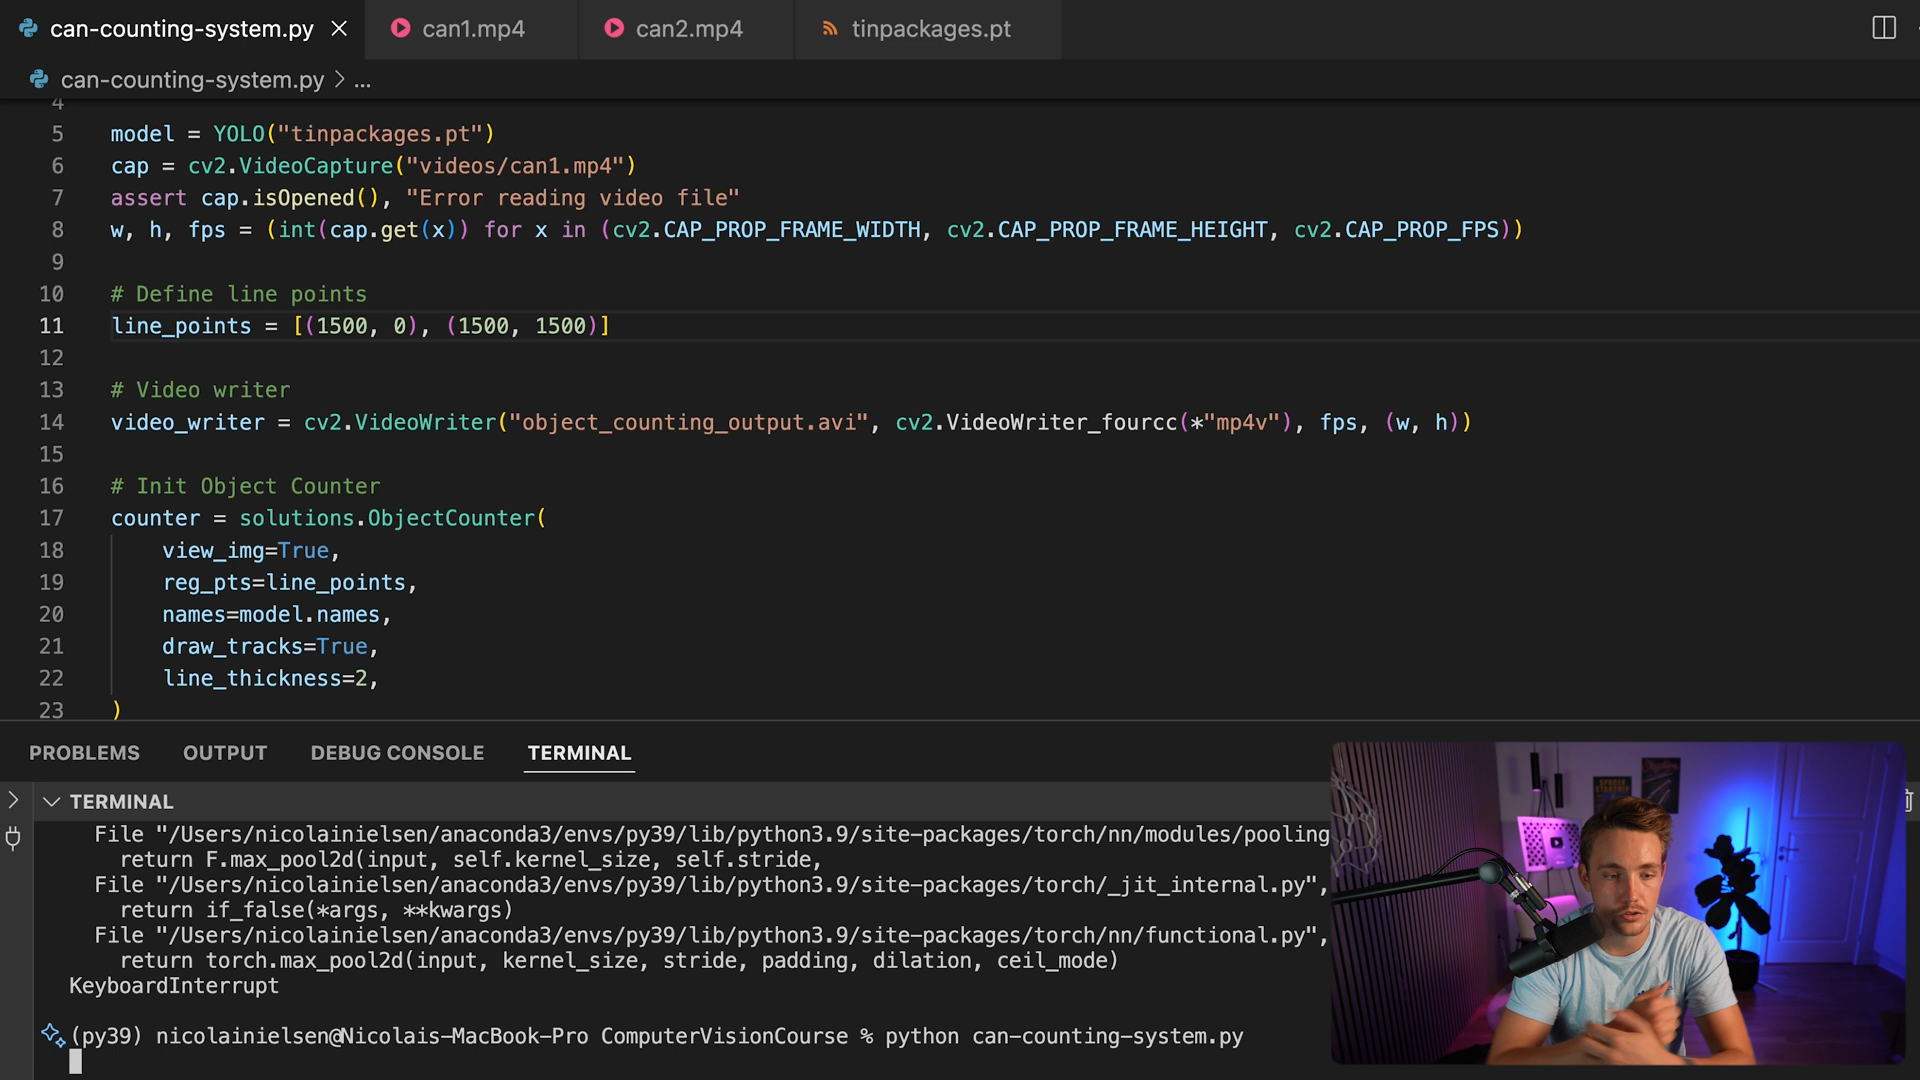 can-counting-system.py
can1.mp4
can2.mp4
tinpackages.pt
can-counting-system.py > ...
4
5 model = YOLO("tinpackages.pt")
6 cap = cv2.VideoCapture("videos/can1.mp4")
7 assert cap.isOpened(), "Error reading video file"
8 w, h, fps = (int(cap.get(x)) for x in (cv2.CAP_PROP_FRAME_WIDTH, cv2.CAP_PROP_FRAME_HEIGHT, cv2.CAP_PROP_FPS))
9
10 # Define line points
11 line_points = [(1500, 0), (1500, 1500)]
12
13 # Video writer
14 video_writer = cv2.VideoWriter("object_counting_output.avi", cv2.VideoWriter_fourcc(*"mp4v"), fps, (w, h))
15
16 # Init Object Counter
17 counter = solutions.ObjectCounter(
18 view_img=True,
19 reg_pts=line_points,
20 names=model.names,
21 draw_tracks=True,
22 line_thickness=2,
23 )
PROBLEMS OUTPUT DEBUG CONSOLE TERMINAL
TERMINAL
File "/Users/nicolainielsen/anaconda3/envs/py39/lib/python3.9/site-packages/torch/nn/modules/pooling
return F.max_pool2d(input, self.kernel_size, self.stride,
File "/Users/nicolainielsen/anaconda3/envs/py39/lib/python3.9/site-packages/torch/_jit_internal.py",
return if_false(*args, **kwargs)
File "/Users/nicolainielsen/anaconda3/envs/py39/lib/python3.9/site-packages/torch/nn/functional.py",
return torch.max_pool2d(input, kernel_size, stride, padding, dilation, ceil_mode)
KeyboardInterrupt
(py39) nicolainielsen@Nicolais-MacBook-Pro ComputerVisionCourse % python can-counting-system.py